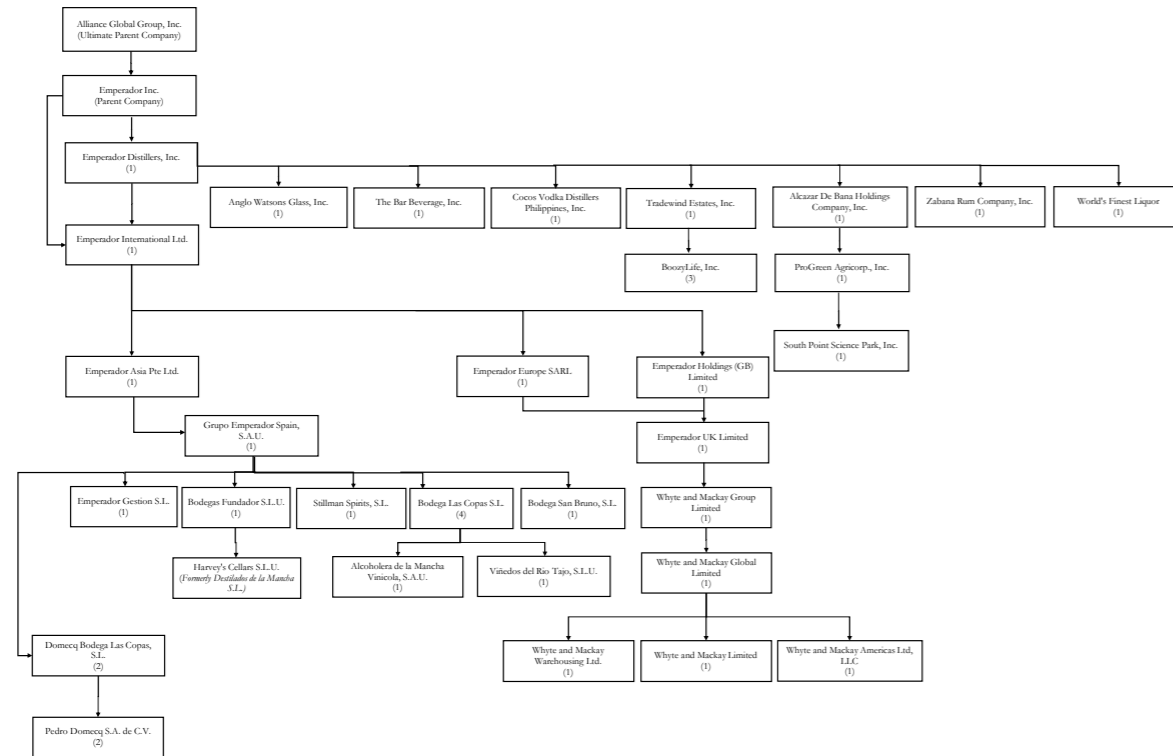 Alliance Global Group, Inc.
(Ultimate Parent Company)
Emperador Inc.
(Parent Company)
Emperador Distillers, Inc.
(1)
Anglo Watsons Glass, Inc.
(1)
The Bar Beverage, Inc.
(1)
Cocos Vodka Distillers
Philippines, Inc.
(1)
Tradewind Estates, Inc.
(1)
Alcazar De Bana Holdings
Company, Inc.
(1)
Zabana Rum Company, Inc.
(1)
World's Finest Liquor
(1)
Emperador International Ltd.
(1)
BoozyLife, Inc.
(3)
ProGreen Agricorp., Inc.
(1)
South Point Science Park, Inc.
(1)
Emperador Asia Pte Ltd.
(1)
Emperador Europe SARL
(1)
Emperador Holdings (GB)
Limited
(1)
Grupo Emperador Spain,
S.A.U.
(1)
Emperador UK Limited
(1)
Emperador Gestion S.L.
(1)
Bodegas Fundador S.L.U.
(1)
Stillman Spirits, S.L.
(1)
Bodega Las Copas S.L.
(4)
Bodega San Bruno, S.L.
(1)
Whyte and Mackay Group
Limited
(1)
Harvey's Cellars S.L.U.
(Formerly Destilados de la Mancha
S.L.)
Alcoholera de la Mancha
Vinicola, S.A.U.
(1)
Viñedos del Rio Tajo, S.L.U.
(1)
Whyte and Mackay Global
Limited
(1)
Domecq Bodega Las Copas,
S.L.
(2)
Whyte and Mackay
Warehousing Ltd.
(1)
Whyte and Mackay Limited
(1)
Whyte and Mackay Americas Ltd,
LLC
(1)
Pedro Domecq S.A. de C.V.
(2)